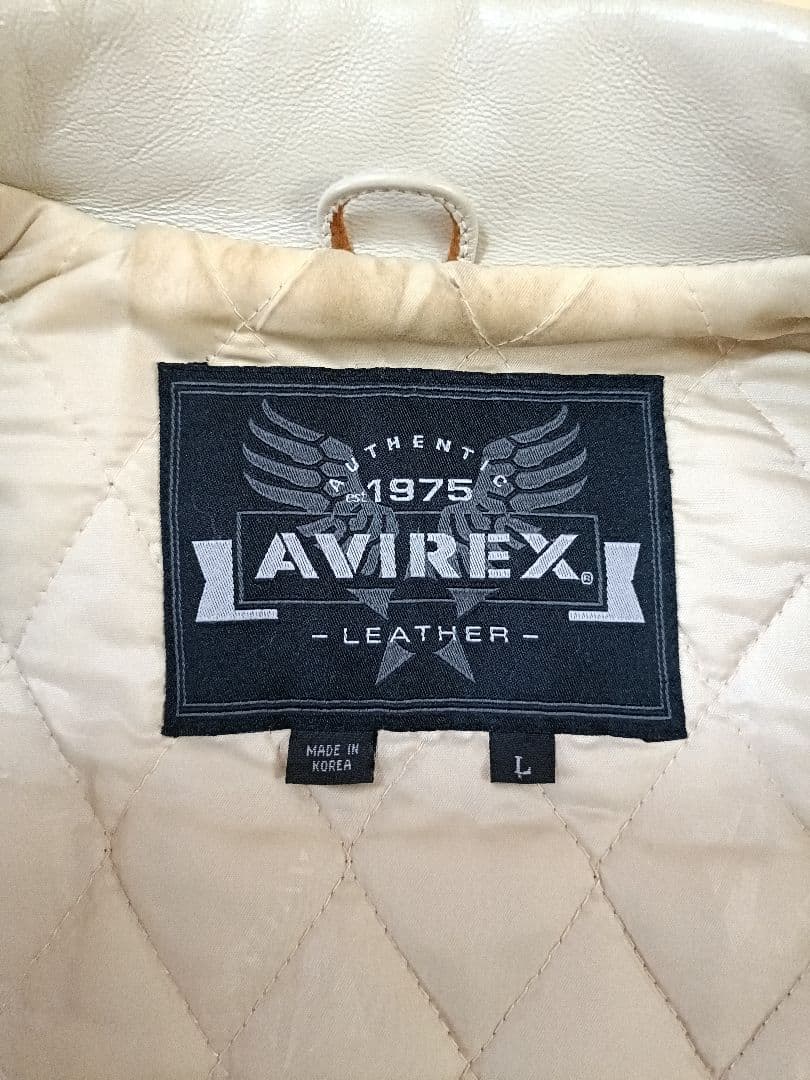 AUTHENTIC
est. 1975
AVIREX®
- LEATHER -
MADE IN
KOREA
L